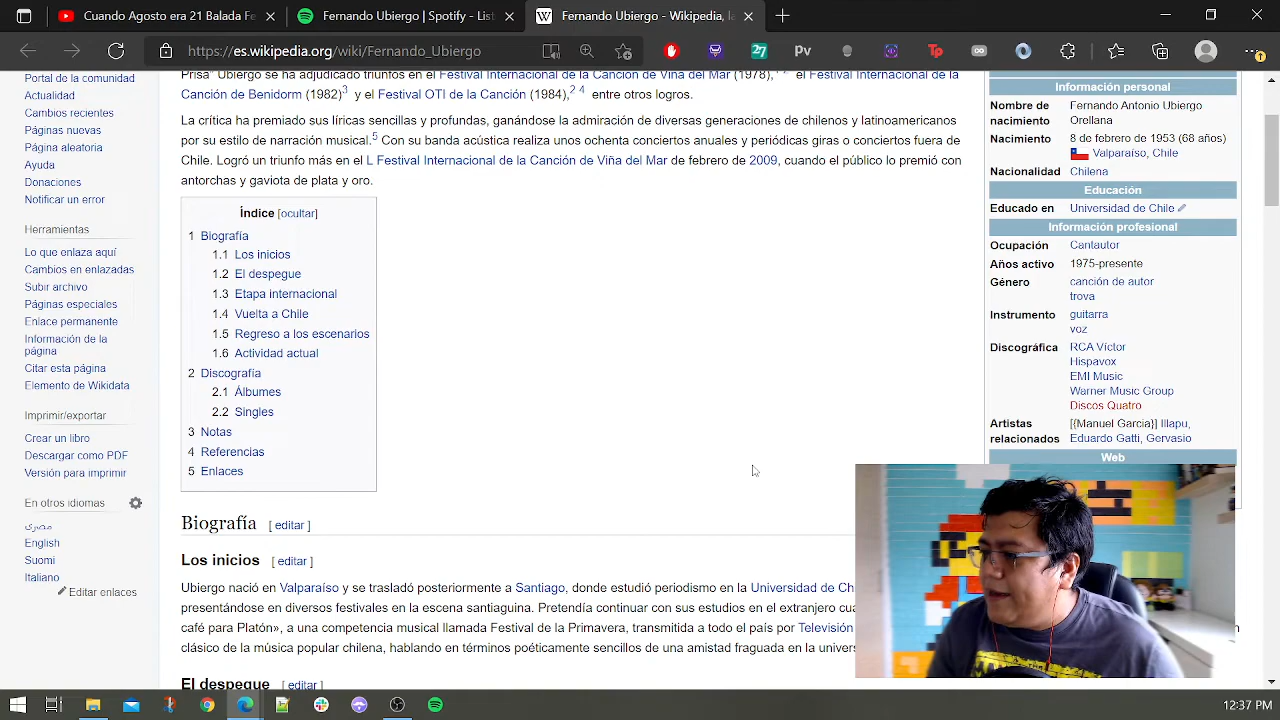 Cuando Agosto era 21 Balada Fe
Fernando Ubiergo | Spotify - List
Fernando Ubiergo - Wikipedia, la
https://es.wikipedia.org/wiki/Fernando_Ubiergo
27
PV
Tp
Portal de la comunidad
Actualidad
Cambios recientes
Páginas nuevas
Página aleatoria
Ayuda
Donaciones
Notificar un error
Herramientas
Lo que enlaza aquí
Cambios en enlazadas
Subir archivo
Páginas especiales
Enlace permanente
Información de la
página
Citar esta página
Elemento de Wikidata
Imprimir/exportar
Crear un libro
Descargar como PDF
Versión para imprimir
En otros idiomas
English
Suomi
Italiano
Editar enlaces
Prisa" Ubiergo se ha adjudicado triunfos en el Festival Internacional de la Canción de Viña del Mar (1978), el Festival Internacional de la
Canción de Benidorm (1982)3 y el Festival OTI de la Canción (1984),2 4 entre otros logros.
La crítica ha premiado sus líricas sencillas y profundas, ganándose la admiración de diversas generaciones de chilenos y latinoamericanos
por su estilo de narración musical.5 Con su banda acústica realiza unos ochenta conciertos anuales y periódicas giras o conciertos fuera de
Chile. Logró un triunfo más en el L Festival Internacional de la Canción de Viña del Mar de febrero de 2009, cuando el público lo premió con
antorchas y gaviota de plata y oro.
Índice [ocultar]
1 Biografía
1.1 Los inicios
1.2 El despegue
1.3 Etapa internacional
1.4 Vuelta a Chile
1.5 Regreso a los escenarios
1.6 Actividad actual
2 Discografía
2.1 Álbumes
2.2 Singles
3 Notas
4 Referencias
5 Enlaces
Biografía [ editar ]
Los inicios [ editar ]
Ubiergo nació en Valparaíso y se trasladó posteriormente a Santiago, donde estudió periodismo en la Universidad de Ch
presentándose en diversos festivales en la escena santiaguina. Pretendía continuar con sus estudios en el extranjero cua
café para Platón», a una competencia musical llamada Festival de la Primavera, transmitida a todo el país por Televisión
clásico de la música popular chilena, hablando en términos poéticamente sencillos de una amistad fraguada en la univers
El despegue [ editar ]
Información personal
Nombre de nacimiento Fernando Antonio Ubiergo Orellana
Nacimiento 8 de febrero de 1953 (68 años)
Valparaíso, Chile
Nacionalidad Chilena
Educación
Educado en Universidad de Chile
Información profesional
Ocupación Cantautor
Años activo 1975-presente
Género canción de autor
trova
Instrumento guitarra
voz
Discográfica RCA Víctor
Hispavox
EMI Music
Warner Music Group
Discos Quatro
Artistas relacionados [{Manuel Garcia}] Illapu,
Eduardo Gatti, Gervasio
Web
12:37 PM